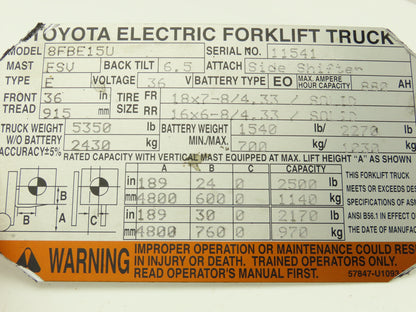 TOYOTA ELECTRIC FORKLIFT TRUCK
MODEL 8FBE15U SERIAL NO. 11541
MAST FSV BACK TILT 6.5 ATTACH Side Shifter
TYPE E VOLTAGE 36 V BATTERY TYPE EO MAX. AMPERE HOUR CAPACITY 880 AH
FRONT 36 in TIRE FR 18x7-8/4.33 / SOLID
TREAD 915 mm SIZE RR 16x6-8/4.33 / SOLID
TRUCK WEIGHT 5350 lb BATTERY WEIGHT 1540 lb/ 2270 lb
W/O BATTERY ACCURACY±5% 2430 kg MIN./MAX. 700 kg/ 1030 kg
RATED CAPACITY WITH VERTICAL MAST EQUIPPED AT MAX. LIFT HEIGHT "A" AS SHOWN
A B C
in 189 24 0 2500 lb
mm 4800 600 0 1140 kg
in 189 30 0 2170 lb
mm 4800 760 0 970 kg
B A B C
THIS FORKLIFT TRUCK
MEETS OR EXCEEDS
SPECIFICATIONS OF
ANSI B56.1 IN EFFECT
THE DATE OF
WARNING
IMPROPER OPERATION OR MAINTENANCE COULD
IN INJURY OR DEATH. TRAINED OPERATORS ONLY.
READ OPERATOR'S MANUAL FIRST.